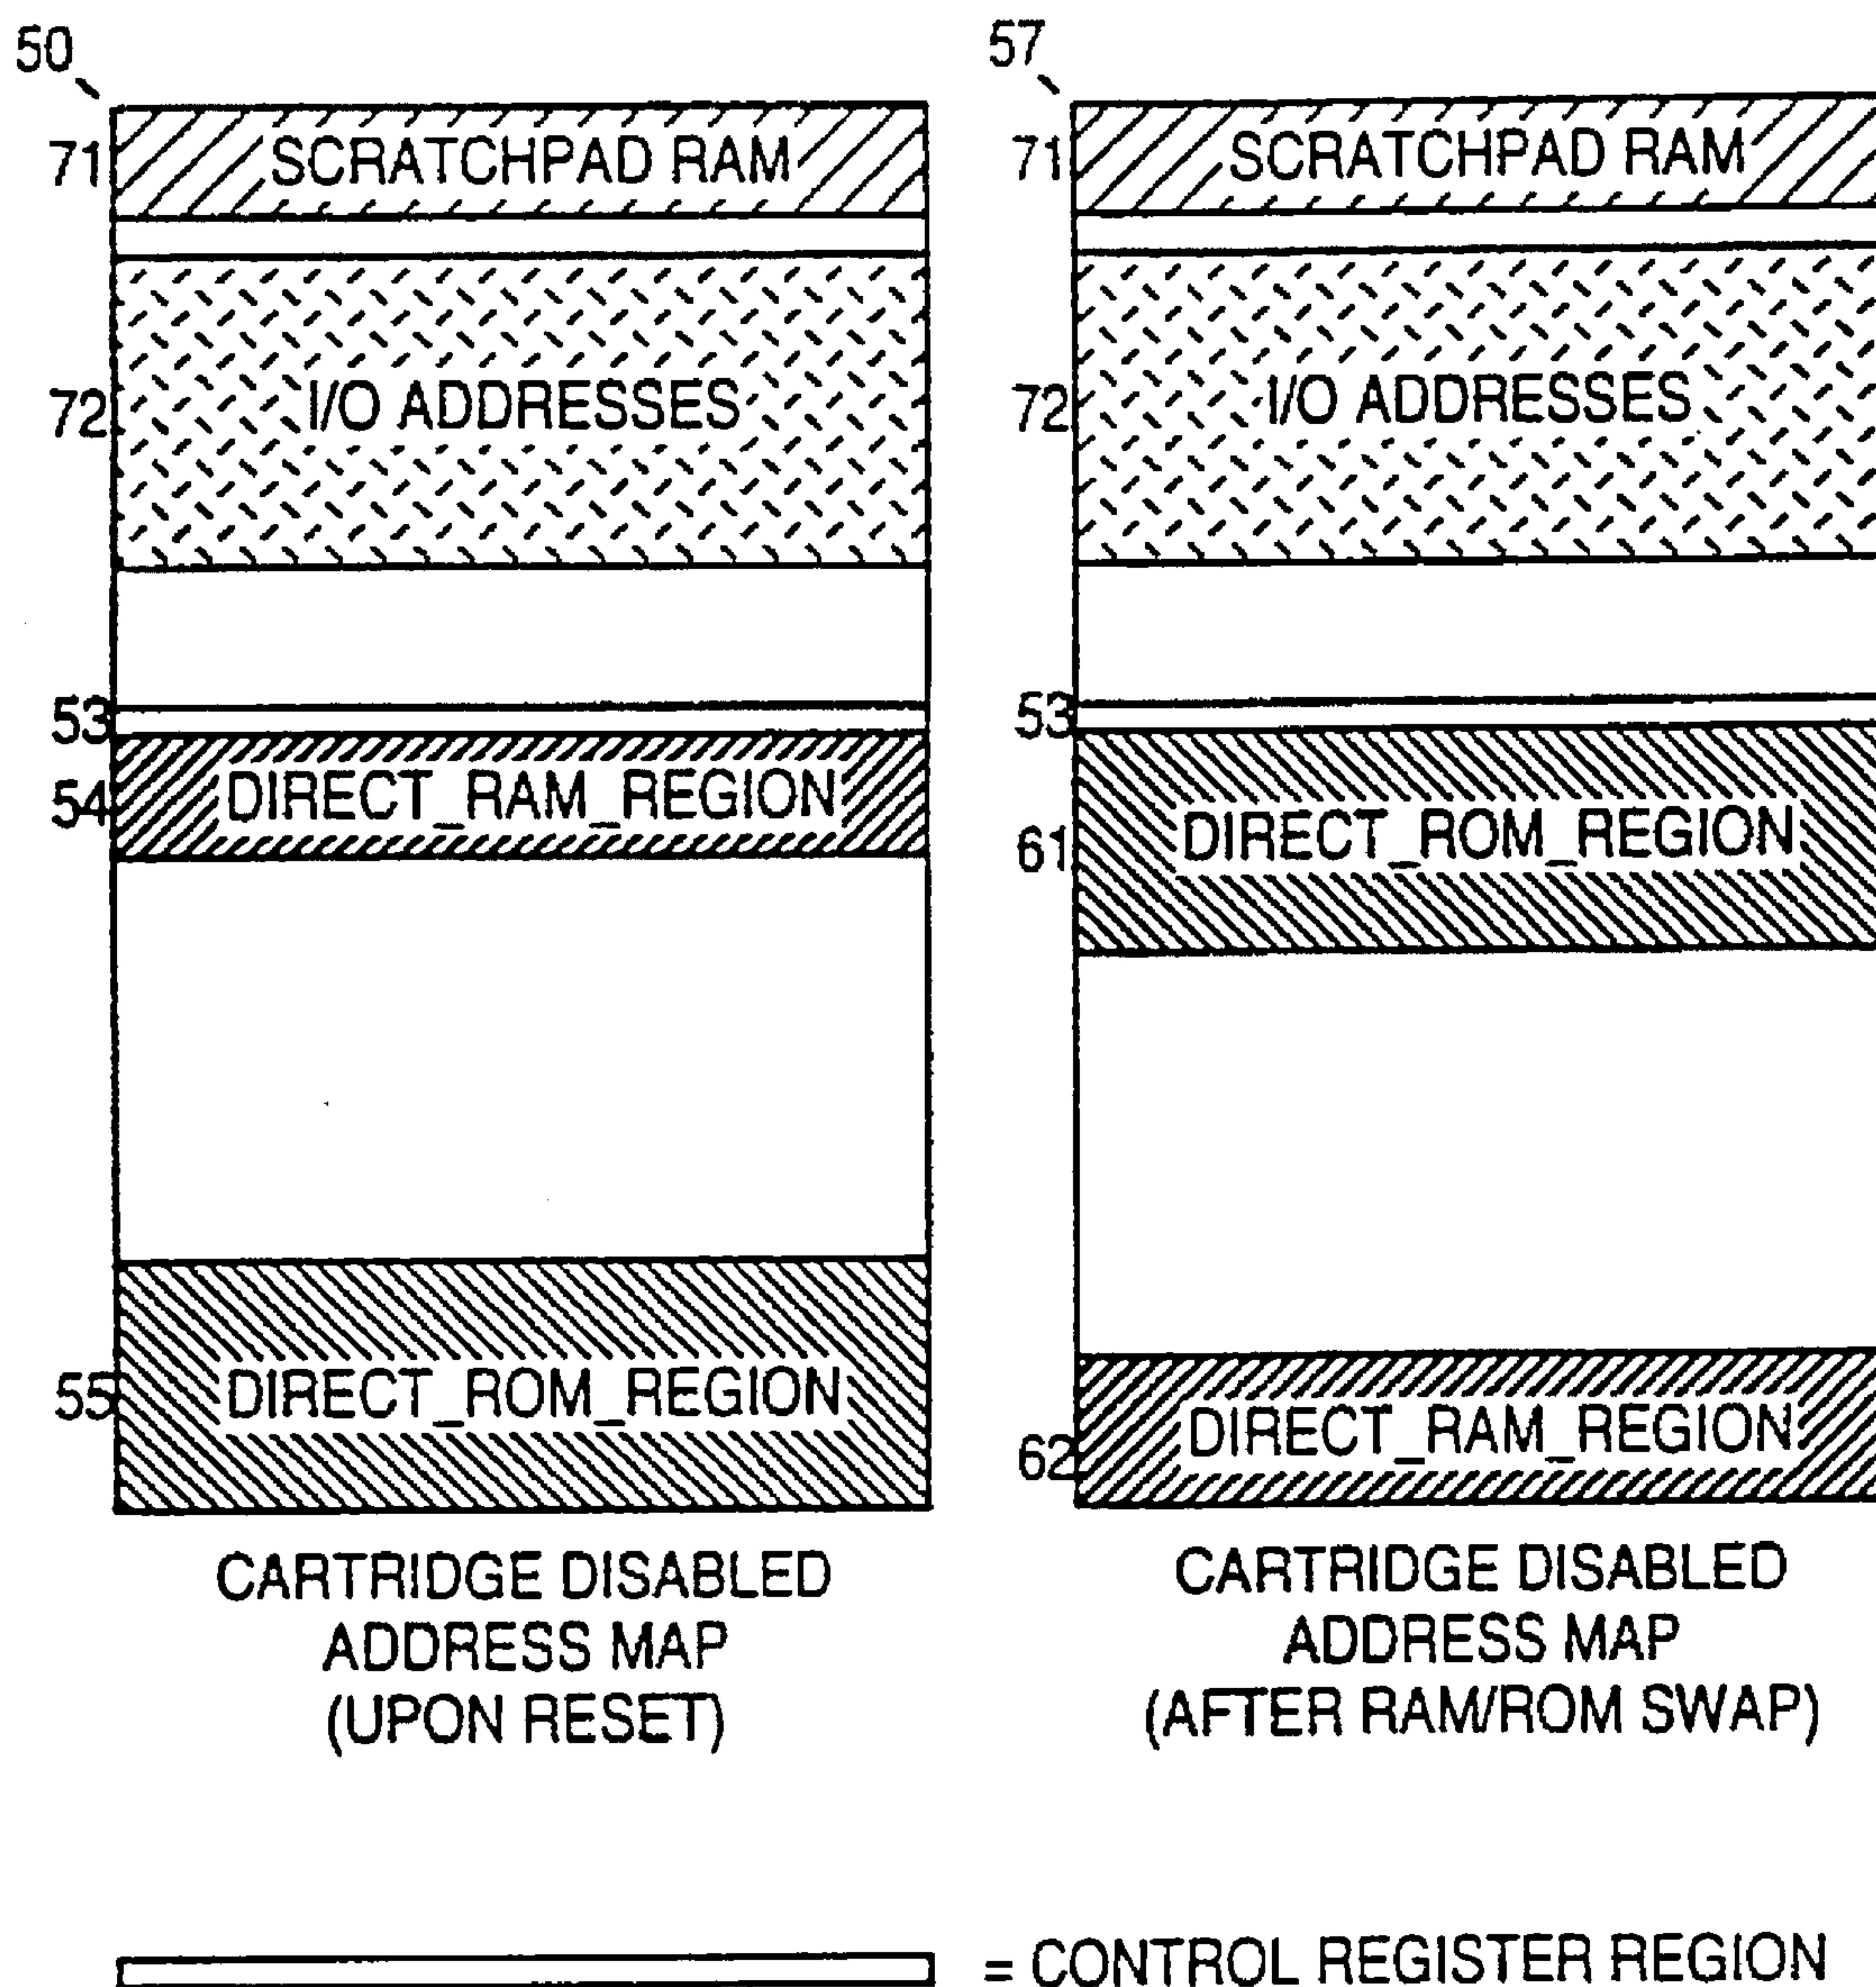 50
71
SCRATCHPAD RAM
72
I/O ADDRESSES
53
54
DIRECT_RAM_REGION
55
DIRECT_ROM_REGION
CARTRIDGE DISABLED
ADDRESS MAP
(UPON RESET)
57
71
SCRATCHPAD RAM
72
I/O ADDRESSES
53
61
DIRECT_ROM_REGION
62
DIRECT_RAM_REGION
CARTRIDGE DISABLED
ADDRESS MAP
(AFTER RAM/ROM SWAP)
= CONTROL REGISTER REGION